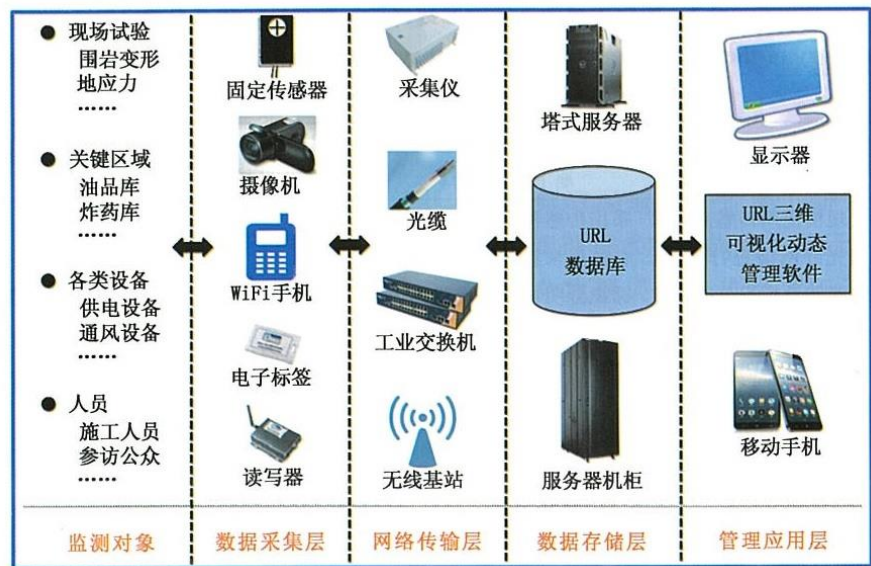 ● 现场试验
围岩变形
地应力
……
● 关键区域
油品库
炸药库
……
● 各类设备
供电设备
通风设备
……
● 人员
施工人员
参访公众
……
监测对象
固定传感器
摄像机
WiFi手机
电子标签
读写器
数据采集层
采集仪
光缆
工业交换机
无线基站
网络传输层
塔式服务器
URL
数据库
服务器机柜
数据存储层
显示器
URL三维
可视化动态
管理软件
移动手机
管理应用层